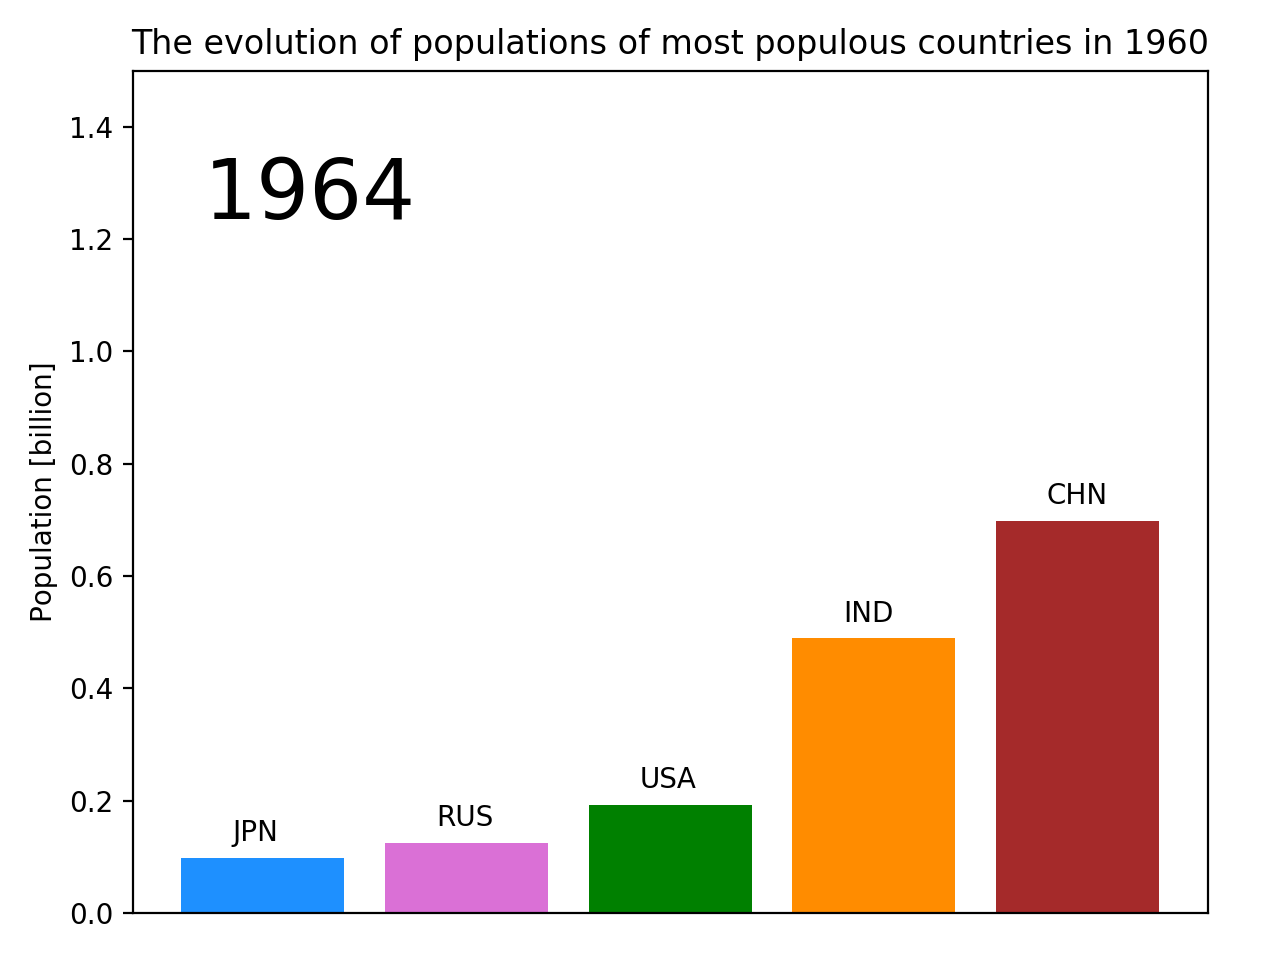 The evolution of populations of most populous countries in 1960
1964
Population [billion]
1.4
1.2
1.0
0.8
0.6
0.4
0.2
0.0
JPN
RUS
USA
IND
CHN